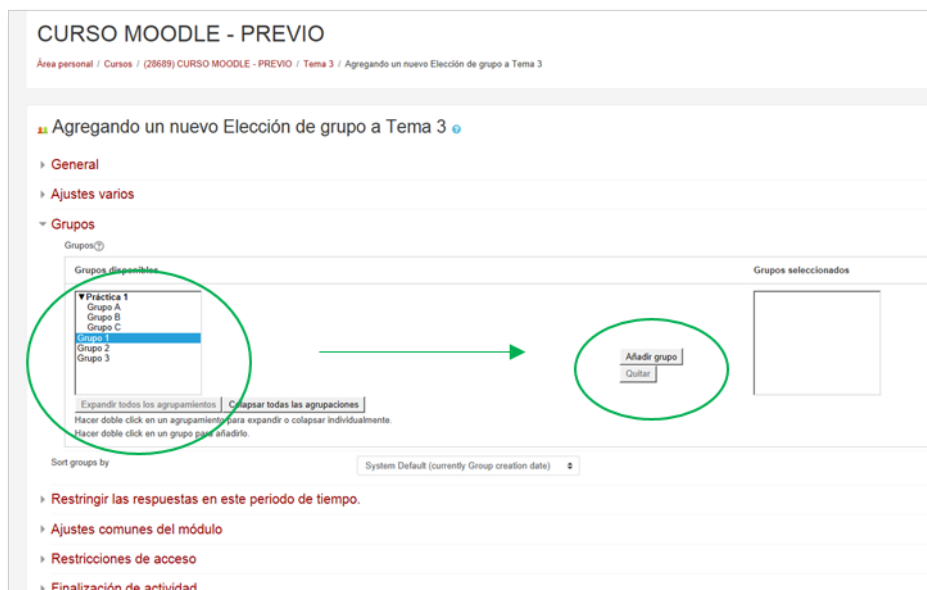 CURSO MOODLE - PREVIO
Área personal / Cursos / (28689) CURSO MOODLE - PREVIO / Tema 3 / Agregando un nuevo Elección de grupo a Tema 3
Agregando un nuevo Elección de grupo a Tema 3
General
Ajustes varios
Grupos
Grupos
Grupos disponibles
Grupos seleccionados
Práctica 1
Grupo A
Grupo B
Grupo C
Grupo 1
Grupo 2
Grupo 3
Añadir grupo
Quitar
Expandir todos los agrupamientos Colapsar todas las agrupaciones
Hacer doble click en un agrupamiento para expandir o colapsar individualmente.
Hacer doble click en un grupo para añadirlo.
Sort groups by System Default (currently Group creation date)
Restringir las respuestas en este periodo de tiempo.
Ajustes comunes del módulo
Restricciones de acceso
Finalización de actividad